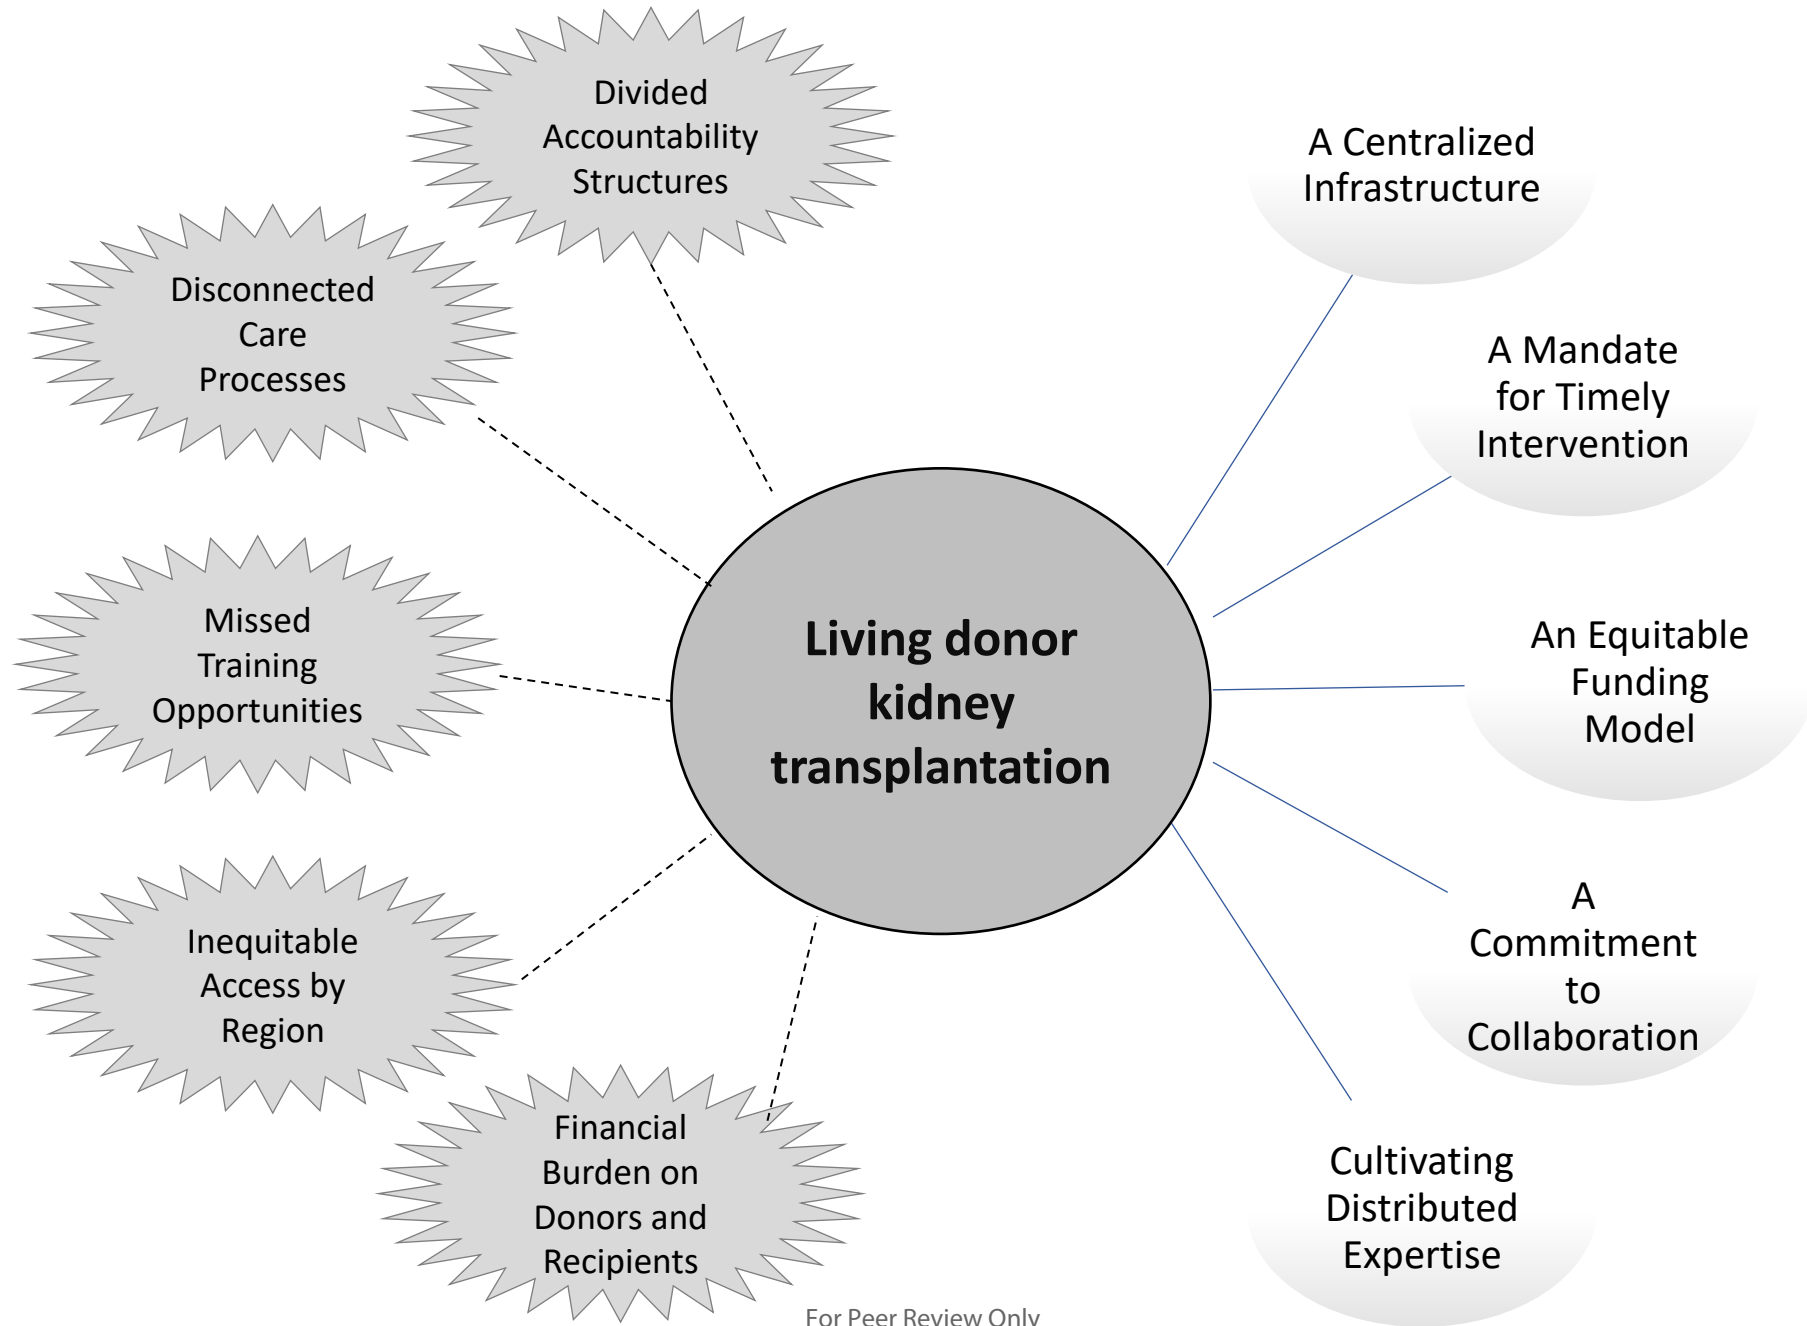 Divided
Accountability
Structures
Disconnected
Care
Processes
Missed
Training
Opportunities
Inequitable
Access by
Region
Financial
Burden on
Donors and
Recipients
Living donor
kidney
transplantation
A Centralized
Infrastructure
A Mandate
for Timely
Intervention
An Equitable
Funding
Model
A
Commitment
to
Collaboration
Cultivating
Distributed
Expertise
For Peer Review Only